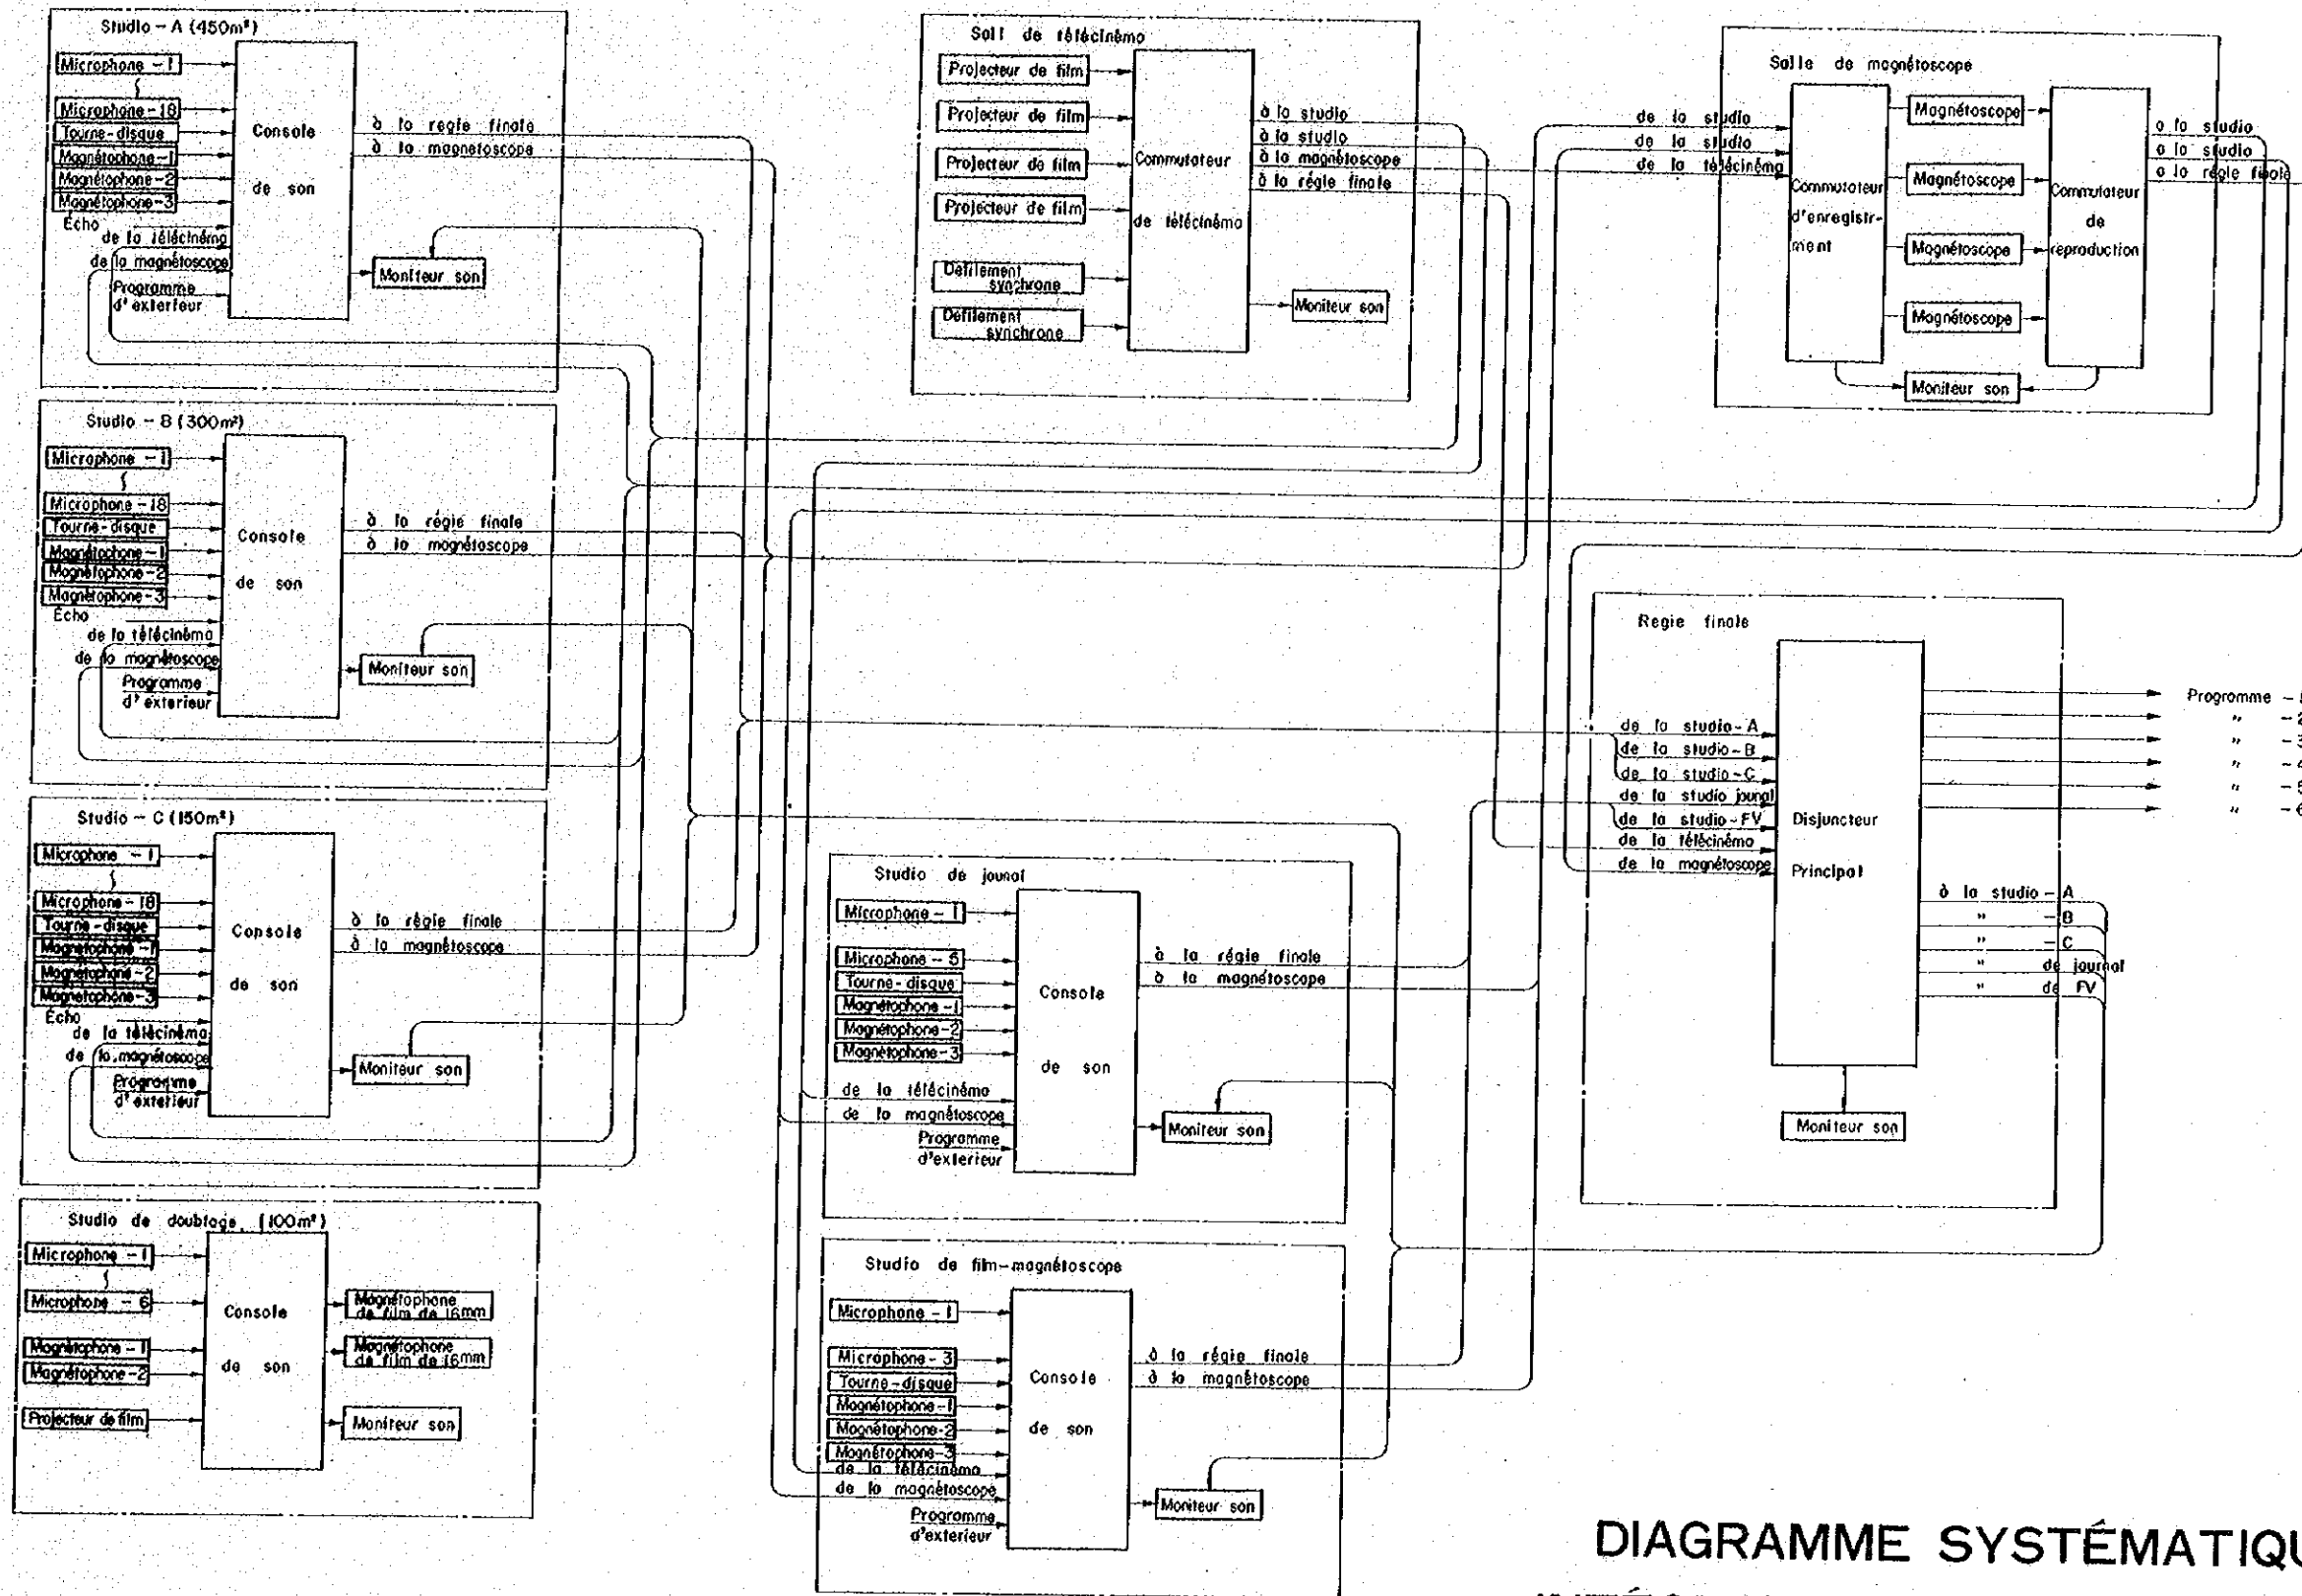 Studio - A (450m²)
Microphone - 1
Microphone - 18
Tourne-disque
Magnétophone-1
Magnétophone-2
Magnétophone-3
Écho
de la télécinéma
de la magnétoscope
Programme
d'exterieur
Console
de son
à la regie finale
à la magnétoscope
Moniteur son
Studio - B (300m²)
Microphone - 1
Microphone - 18
Tourne-disque
Magnétophone-1
Magnétophone-2
Magnétophone-3
Écho
de la télécinéma
de la magnétoscope
Programme
d'exterieur
Console
de son
à la régie finale
à la magnétoscope
Moniteur son
Studio - C (150m²)
Microphone - 1
Microphone - 18
Tourne-disque
Magnétophone-1
Magnétophone-2
Magnétophone-3
Écho
de la télécinéma
de la magnétoscope
Programme
d'exterieur
Console
de son
à la régie finale
à la magnétoscope
Moniteur son
Studio de doublage (100m²)
Microphone - 1
Microphone - 6
Magnétophone - 1
Magnétophone - 2
Projecteur de film
Console
de son
Magnétophone
de film de 16mm
Magnétophone
de film de 16mm
Moniteur son
Sall de télécinéma
Projecteur de film
Projecteur de film
Projecteur de film
Projecteur de film
Défilement
synchrone
Défilement
synchrone
Commutateur
de télécinéma
à la studio
à la studio
à la magnétoscope
à la régie finale
Moniteur son
Salle de magnétoscope
de la studio
de la studio
de la télécinéma
Commutateur
d'enregistr-
ment
Magnétoscope
Magnétoscope
Magnétoscope
Magnétoscope
Commutateur
de
reproduction
a la studio
a la studio
a la régie finale
Moniteur son
Studio de jounal
Microphone - 1
Microphone - 6
Tourne-disque
Magnétophone-1
Magnétophone-2
Magnétophone-3
de la télécinéma
de la magnétoscope
Programme
d'exterieur
Console
de son
à la régie finale
à la magnétoscope
Moniteur son
Studio de film-magnétoscope
Microphone - 1
Microphone - 3
Tourne-disque
Magnétophone-1
Magnétophone-2
Magnétophone-3
de la télécinéma
de la magnétoscope
Programme
d'exterieur
Console
de son
à la régie finale
à la magnétoscope
Moniteur son
Regie finale
de la studio-A
de la studio-B
de la studio-C
de la studio jounal
de la studio-FV
de la télécinéma
de la magnétoscope
Disjuncteur
Principal
Programme - 1
" - 2
" - 3
" - 4
" - 5
" - 6
à la studio - A
" - B
" - C
" de journal
" de FV
Moniteur son
DIAGRAMME SYSTÉMATIQU